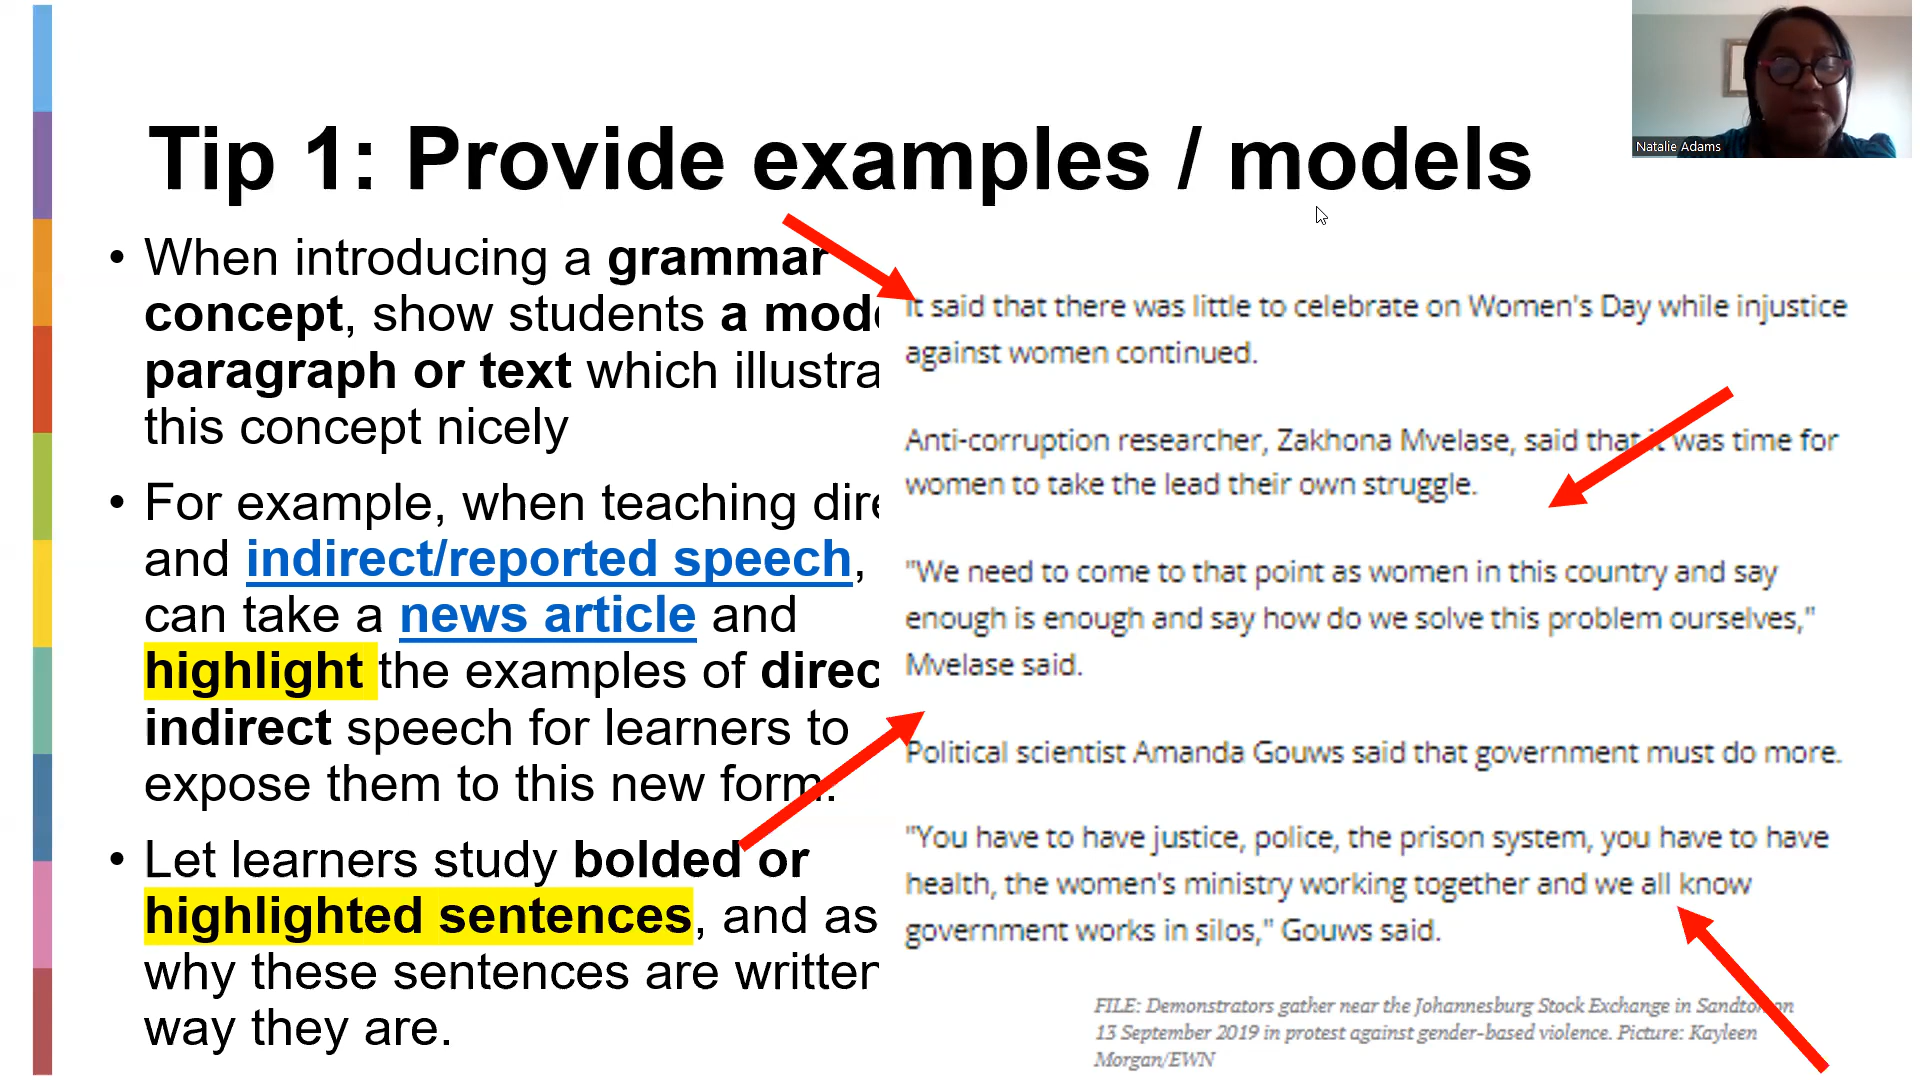 Natalie Adams
Tip 1: Provide examples / models
• When introducing a grammar
concept, show students a
paragraph or text which
this concept nicely
• For example, when teaching
and indirect/reported speech,
can take a news article and
highlight the examples of
indirect speech for learners to
expose them to this new form.
• Let learners study bolded or
highlighted sentences, and
why these sentences are
way they are.
It said that there was little to celebrate on Women's Day while injustice
against women continued.
Anti-corruption researcher, Zakhona Mvelase, said that it was time for
women to take the lead their own struggle.
"We need to come to that point as women in this country and say
enough is enough and say how do we solve this problem ourselves,"
Mvelase said.
Political scientist Amanda Gouws said that government must do more.
"You have to have justice, police, the prison system, you have to have
health, the women's ministry working together and we all know
government works in silos," Gouws said.
FILE: Demonstrators gather near the Johannesburg Stock Exchange in Sandton on
13 September 2019 in protest against gender-based violence. Picture: Kayleen
Morgan/EWN